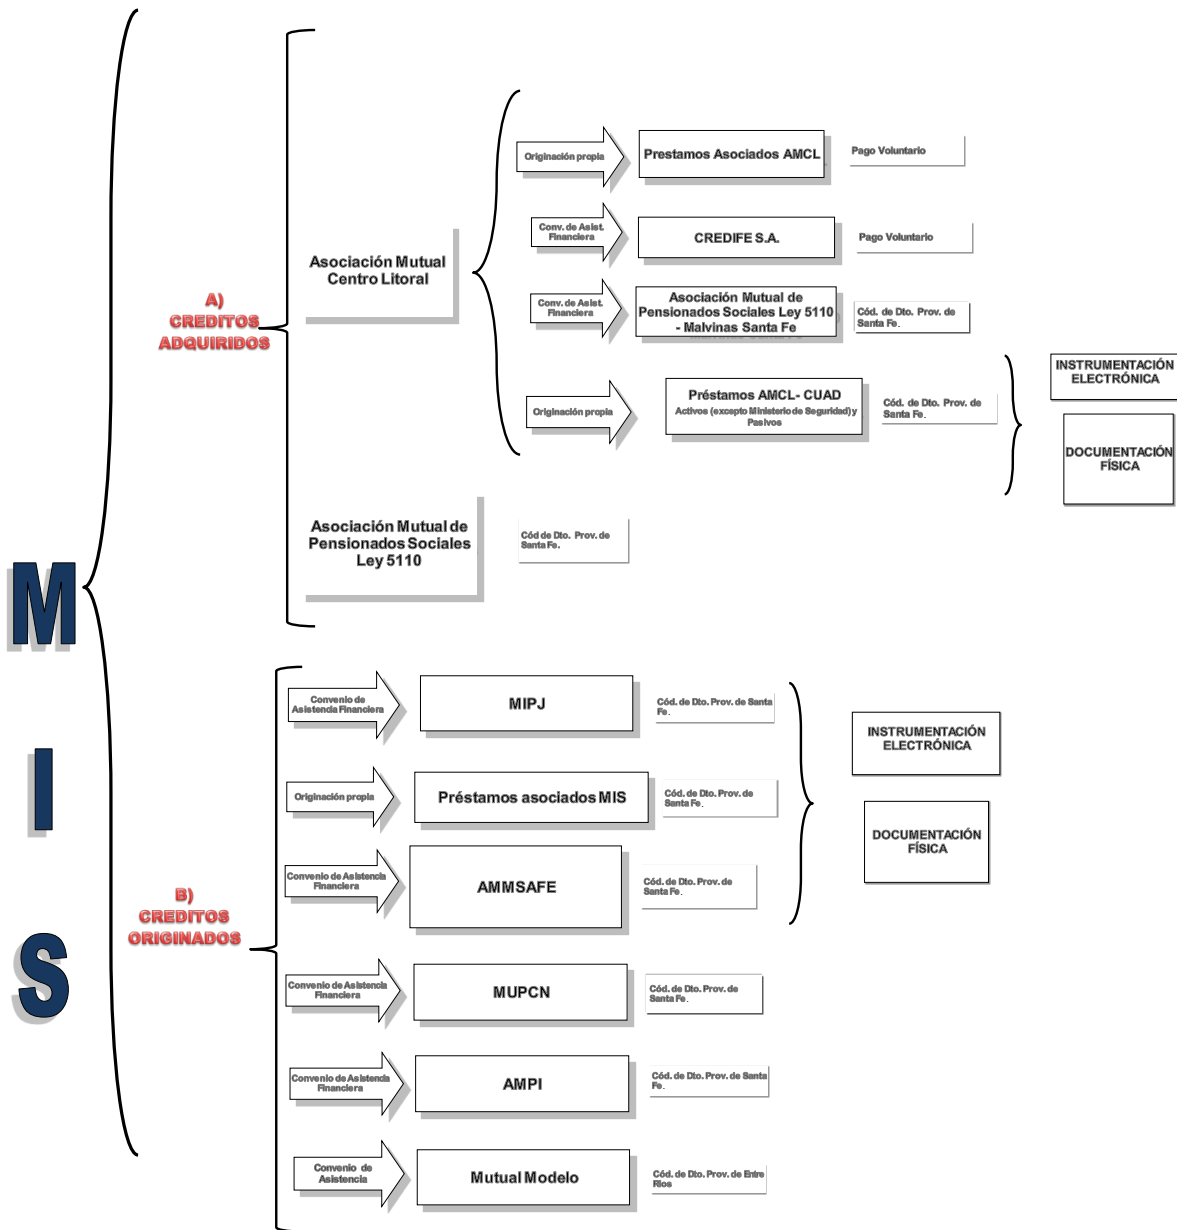 M
I
S
A)
CREDITOS
ADQUIRIDOS
Asociación Mutual
Centro Litoral
Originación propia
Prestamos Asociados AMCL
Pago Voluntario
Conv. de Asist.
Financiera
CREDIFE S.A.
Pago Voluntario
Conv. de Asist.
Financiera
Asociación Mutual de
Pensionados Sociales Ley 5110
- Malvinas Santa Fe
Cód. de Dto. Prov. de
Santa Fe.
Originación propia
Préstamos AMCL- CUAD
Activos (excepto Ministerio de Seguridad) y
Pasivos
Cód. de Dto. Prov. de
Santa Fe.
INSTRUMENTACIÓN
ELECTRÓNICA
DOCUMENTACIÓN
FÍSICA
Asociación Mutual de
Pensionados Sociales
Ley 5110
Cód de Dto. Prov. de
Santa Fe.
B)
CREDITOS
ORIGINADOS
Convenio de
Asistencia Financiera
MIPJ
Cód. de Dto. Prov. de Santa
Fe.
Originación propia
Préstamos asociados MIS
Cód. de Dto. Prov. de
Santa Fe.
Convenio de Asistencia
Financiera
AMMSAFE
Cód. de Dto. Prov. de
Santa Fe.
INSTRUMENTACIÓN
ELECTRÓNICA
DOCUMENTACIÓN
FÍSICA
Convenio de Asistencia
Financiera
MUPCN
Cód. de Dto. Prov. de
Santa Fe.
Convenio de Asistencia
Financiera
AMPI
Cód. de Dto. Prov. de Santa
Fe.
Convenio de
Asistencia
Mutual Modelo
Cód. de Dto. Prov. de Entre
Rios